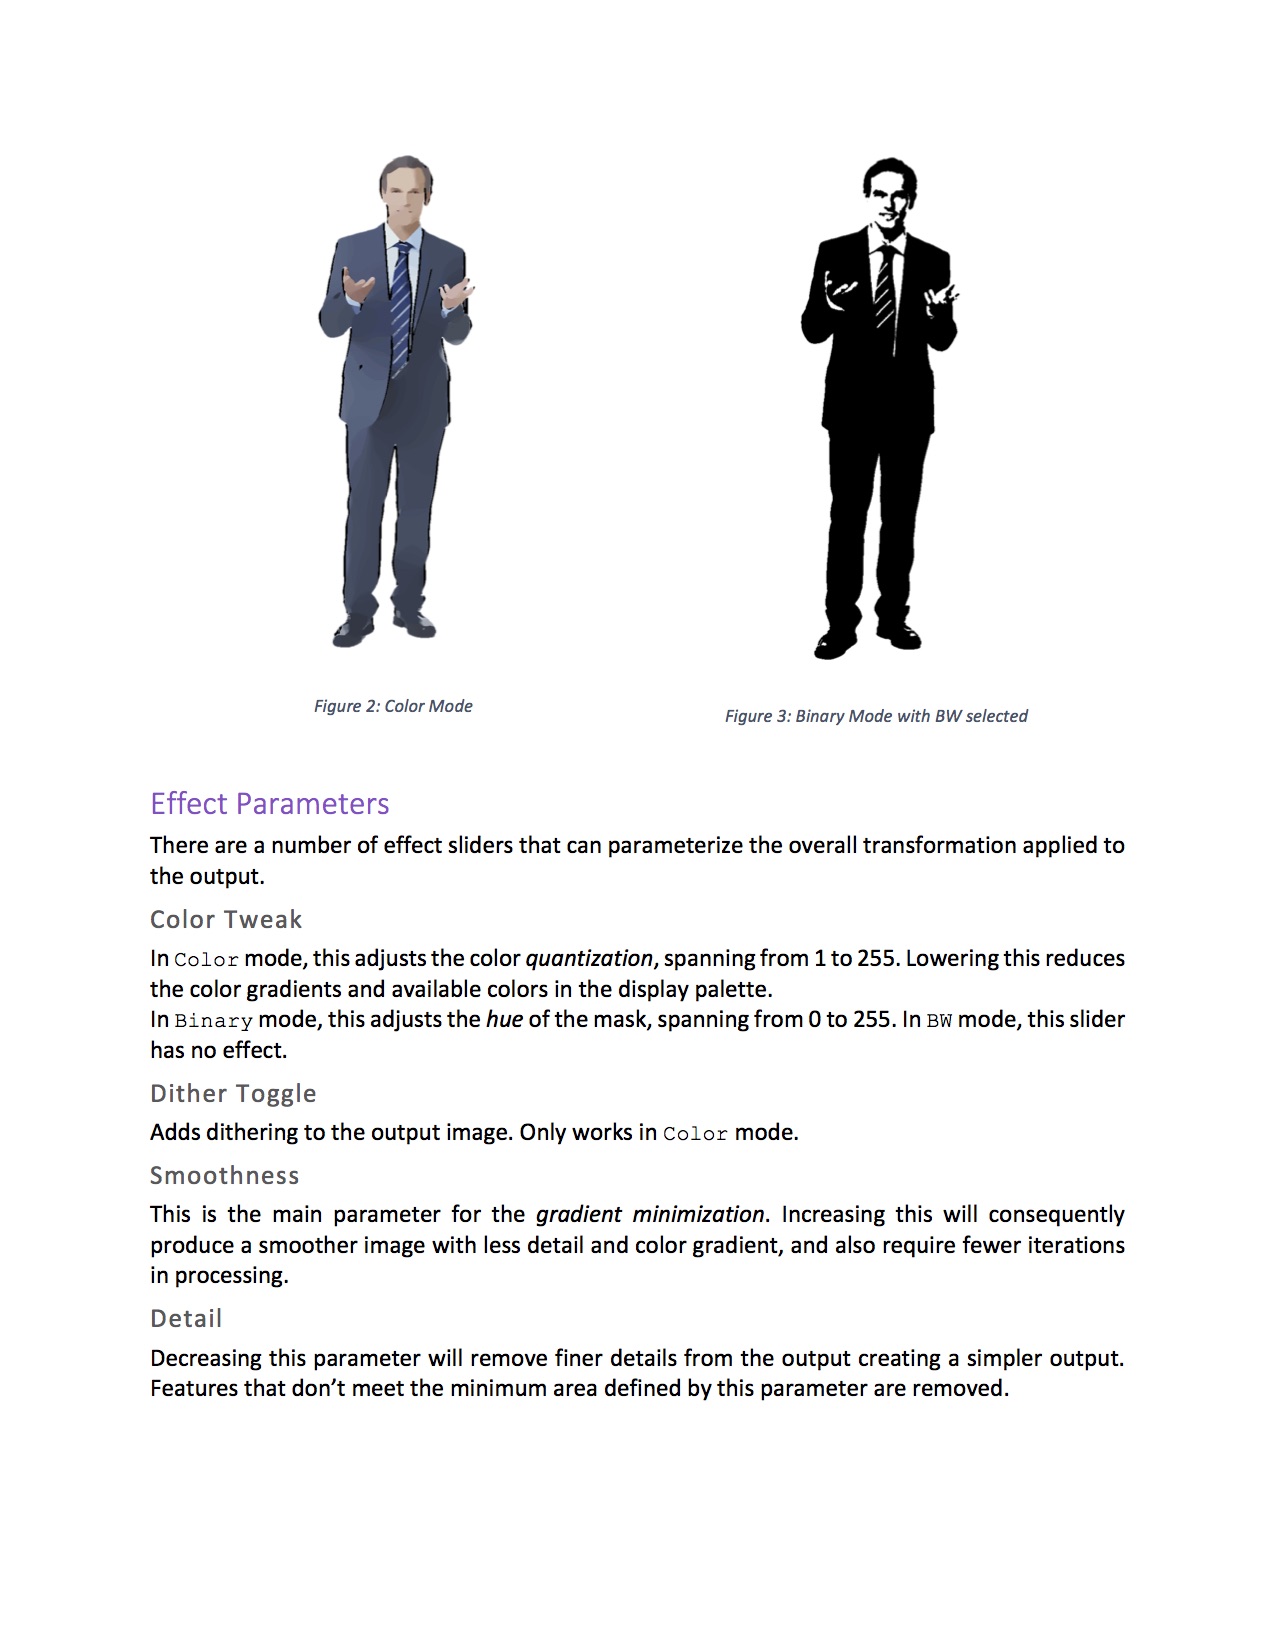 Figure 2: Color Mode
Figure 3: Binary Mode with BW selected
Effect Parameters
There are a number of effect sliders that can parameterize the overall transformation applied to
the output.
Color Tweak
In Color mode, this adjusts the color quantization, spanning from 1 to 255. Lowering this reduces
the color gradients and available colors in the display palette.
In Binary mode, this adjusts the hue of the mask, spanning from 0 to 255. In BW mode, this slider
has no effect.
Dither Toggle
Adds dithering to the output image. Only works in Color mode.
Smoothness
This is the main parameter for the gradient minimization. Increasing this will consequently
produce a smoother image with less detail and color gradient, and also require fewer iterations
in processing.
Detail
Decreasing this parameter will remove finer details from the output creating a simpler output.
Features that don’t meet the minimum area defined by this parameter are removed.